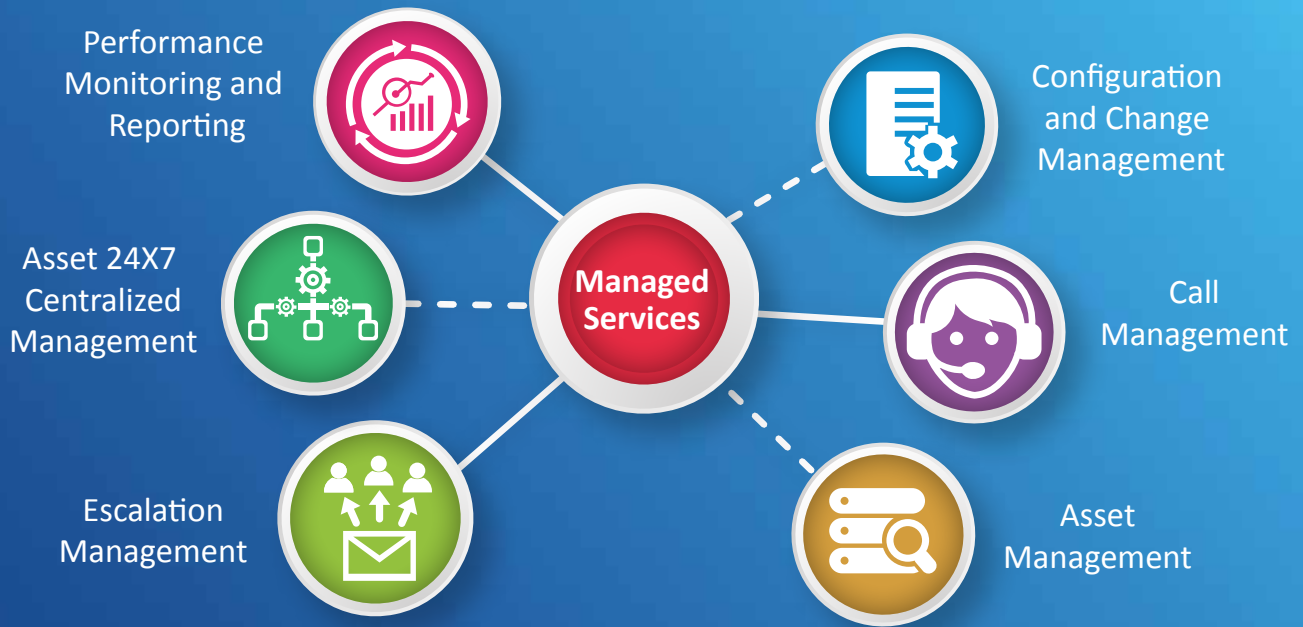 Performance
Monitoring and
Reporting
Configuration
and Change
Management
Asset 24X7
Centralized
Management
Managed
Services
Call
Management
Escalation
Management
Asset
Management